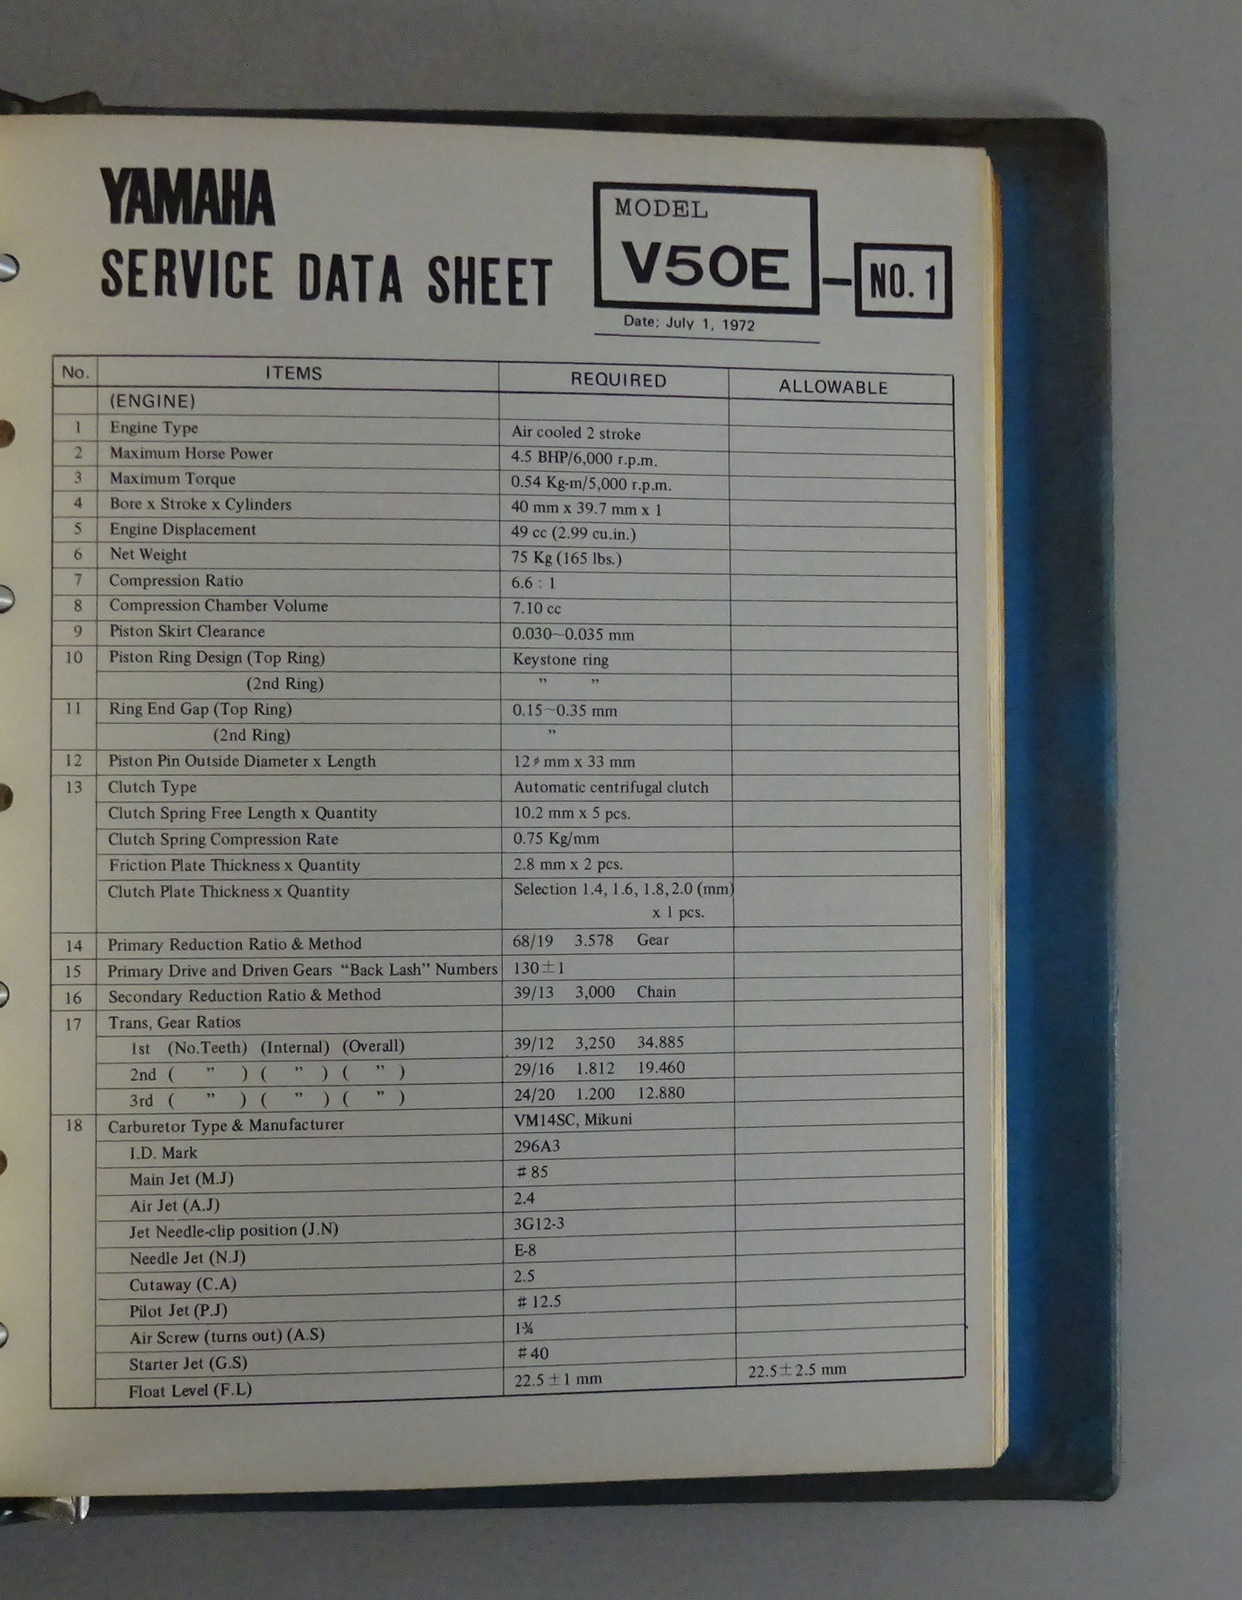 YAMAHA
SERVICE DATA SHEET
MODEL
V50E – NO. 1
Date; July 1, 1972
No. ITEMS REQUIRED ALLOWABLE
(ENGINE)
1 Engine Type Air cooled 2 stroke
2 Maximum Horse Power 4.5 BHP/6,000 r.p.m.
3 Maximum Torque 0.54 Kg-m/5,000 r.p.m.
4 Bore x Stroke x Cylinders 40 mm x 39.7 mm x 1
5 Engine Displacement 49 cc (2.99 cu.in.)
6 Net Weight 75 Kg (165 lbs.)
7 Compression Ratio 6.6 : 1
8 Compression Chamber Volume 7.10 cc
9 Piston Skirt Clearance 0.030~0.035 mm
10 Piston Ring Design (Top Ring) Keystone ring
(2nd Ring) ” ”
11 Ring End Gap (Top Ring) 0.15~0.35 mm
(2nd Ring) ”
12 Piston Pin Outside Diameter x Length 12 ø mm x 33 mm
13 Clutch Type Automatic centrifugal clutch
Clutch Spring Free Length x Quantity 10.2 mm x 5 pcs.
Clutch Spring Compression Rate 0.75 Kg/mm
Friction Plate Thickness x Quantity 2.8 mm x 2 pcs.
Clutch Plate Thickness x Quantity Selection 1.4, 1.6, 1.8, 2.0 (mm)
x 1 pcs.
14 Primary Reduction Ratio & Method 68/19 3.578 Gear
15 Primary Drive and Driven Gears “Back Lash” Numbers 130±1
16 Secondary Reduction Ratio & Method 39/13 3,000 Chain
17 Trans, Gear Ratios
1st (No.Teeth) (Internal) (Overall) 39/12 3,250 34.885
2nd ( ” ) ( ” ) ( ” ) 29/16 1.812 19.460
3rd ( ” ) ( ” ) ( ” ) 24/20 1.200 12.880
18 Carburetor Type & Manufacturer VM14SC, Mikuni
I.D. Mark 296A3
Main Jet (M.J) # 85
Air Jet (A.J) 2.4
Jet Needle-clip position (J.N) 3G12-3
Needle Jet (N.J) E-8
Cutaway (C.A) 2.5
Pilot Jet (P.J) # 12.5
Air Screw (turns out) (A.S) 1¾
Starter Jet (G.S) #40
Float Level (F.L) 22.5 ± 1 mm 22.5 ± 2.5 mm